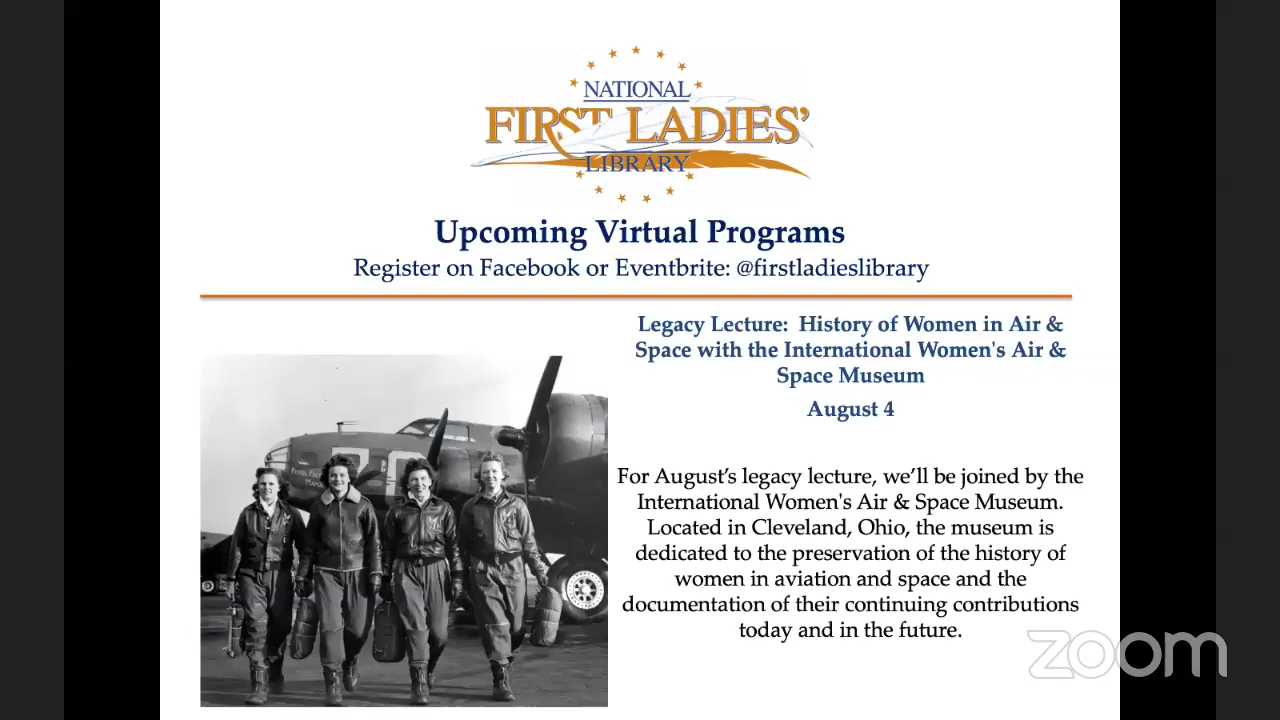 NATIONAL
FIRST LADIES'
LIBRARY
Upcoming Virtual Programs
Register on Facebook or Eventbrite: @firstladieslibrary
Legacy Lecture: History of Women in Air &
Space with the International Women's Air &
Space Museum
August 4
For August’s legacy lecture, we’ll be joined by the
International Women's Air & Space Museum.
Located in Cleveland, Ohio, the museum is
dedicated to the preservation of the history of
women in aviation and space and the
documentation of their continuing contributions
today and in the future.
zoom